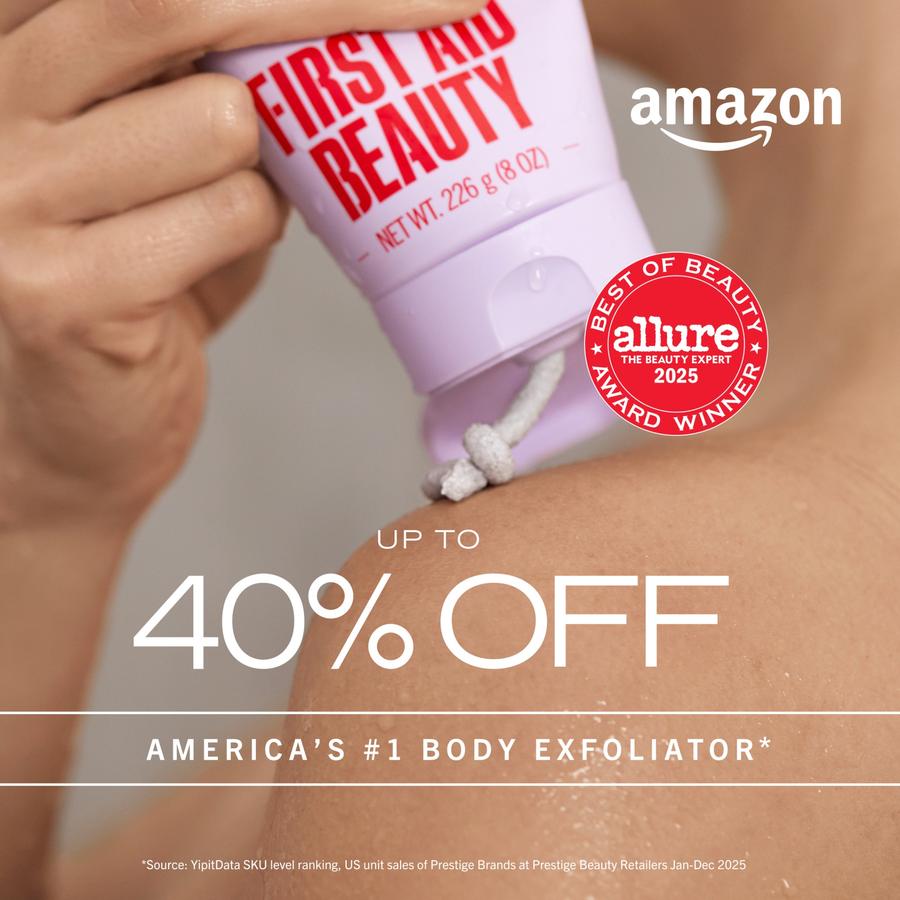 FIRST AID
BEAUTY
NET WT. 226 g (8 OZ)
amazon
BEST OF BEAUTY
allure
THE BEAUTY EXPERT
2025
AWARD WINNER
UP TO
40% OFF
AMERICA'S #1 BODY EXFOLIATOR*
*Source: YipitData SKU level ranking, US unit sales of Prestige Brands at Prestige Beauty Retailers Jan-Dec 2025